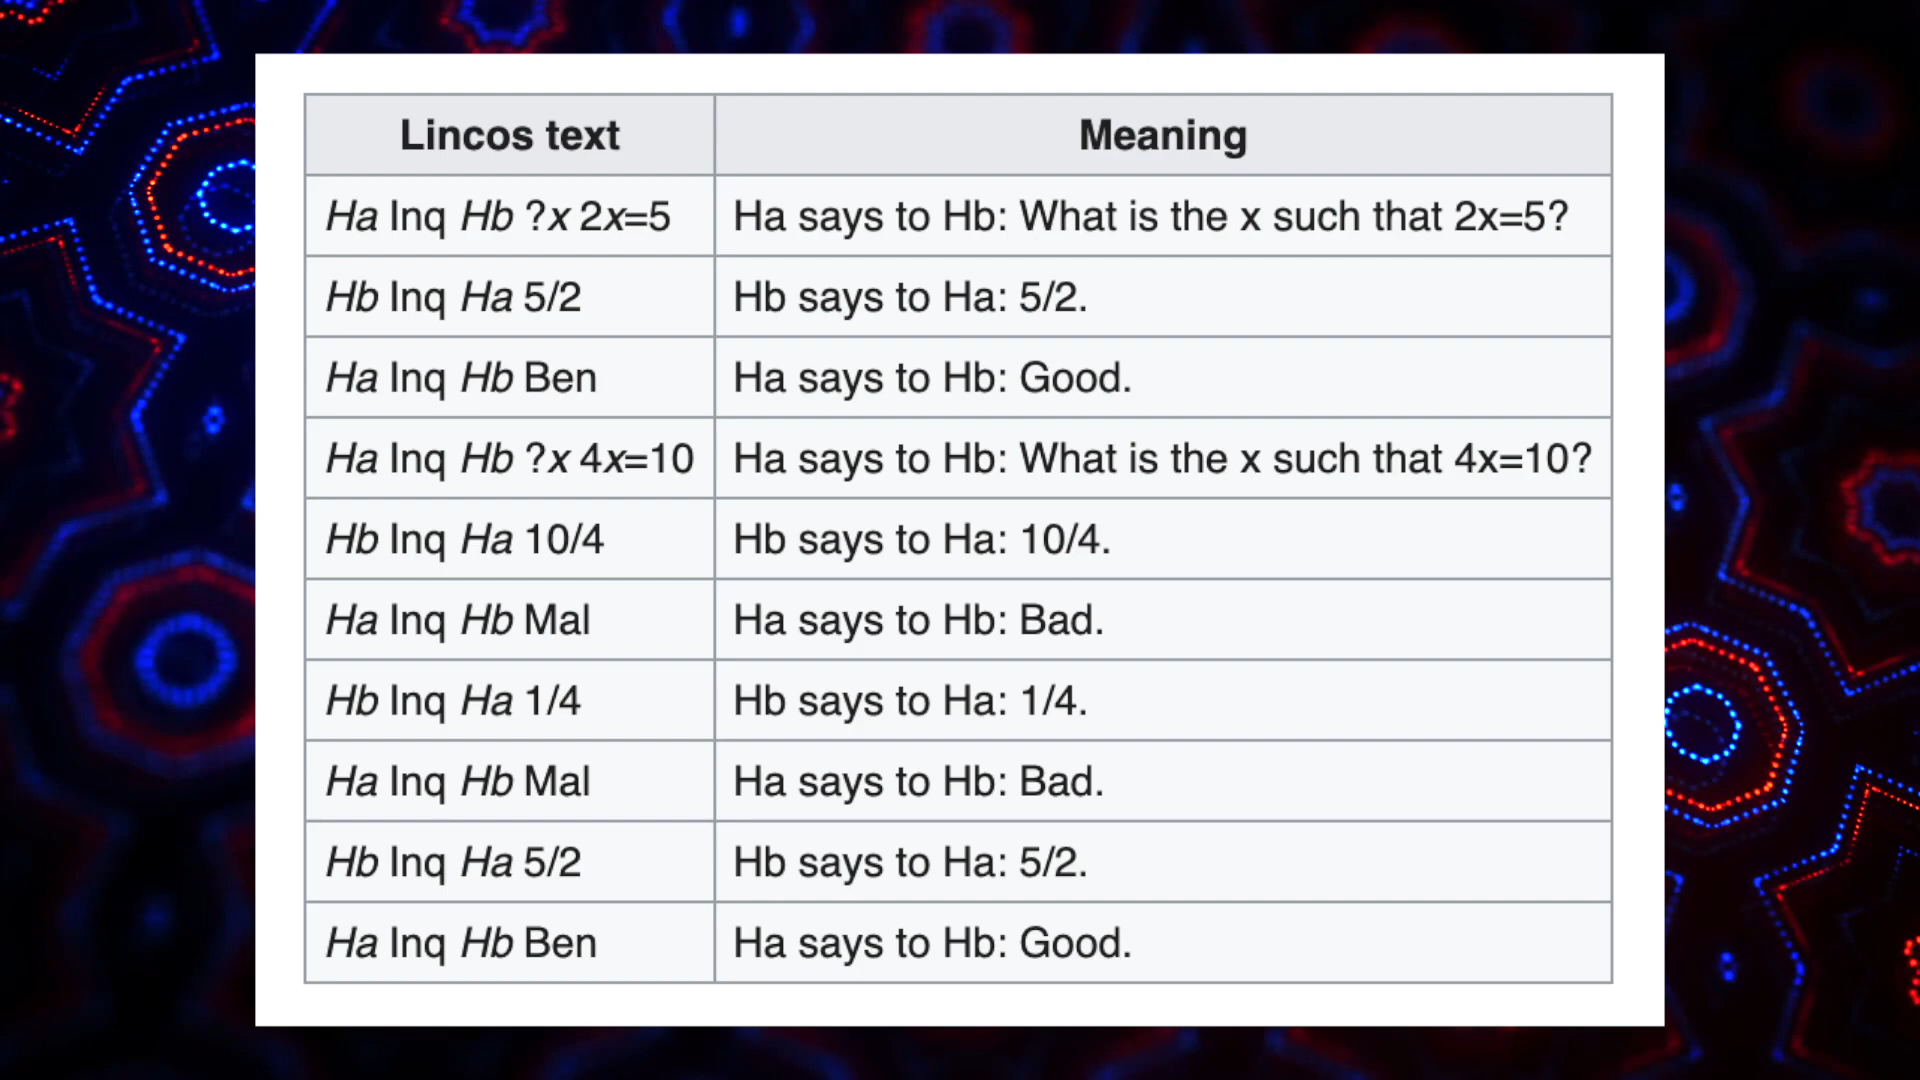 Lincos text Meaning
Ha Inq Hb ?x 2x=5 Ha says to Hb: What is the x such that 2x=5?
Hb Inq Ha 5/2 Hb says to Ha: 5/2.
Ha Inq Hb Ben Ha says to Hb: Good.
Ha Inq Hb ?x 4x=10 Ha says to Hb: What is the x such that 4x=10?
Hb Inq Ha 10/4 Hb says to Ha: 10/4.
Ha Inq Hb Mal Ha says to Hb: Bad.
Hb Inq Ha 1/4 Hb says to Ha: 1/4.
Ha Inq Hb Mal Ha says to Hb: Bad.
Hb Inq Ha 5/2 Hb says to Ha: 5/2.
Ha Inq Hb Ben Ha says to Hb: Good.